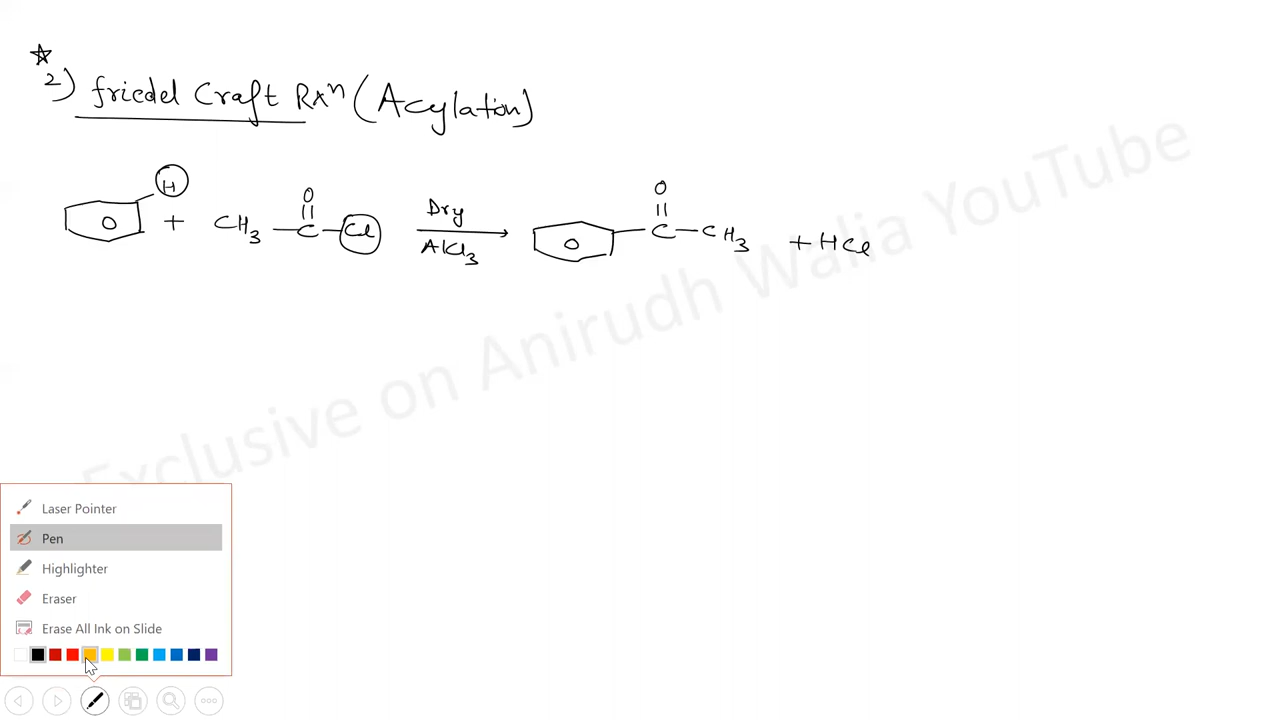 2) friedel Craft Rxⁿ (Acylation)
H
O + CH3 — C — Cl Dry AlCl3 → O — C — CH3 + HCl
O O
Exclusive on Anirudh Walia YouTube
Laser Pointer
Pen
Highlighter
Eraser
Erase All Ink on Slide